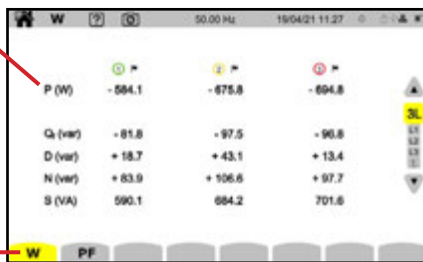 W ? 50.00 Hz 19/04/21 11.27
1 2 3
P (W) - 584.1 - 675.8 - 694.8
3L
Q₁ (var) - 81.8 - 97.5 - 96.8
L1
L2
D (var) + 18.7 + 43.1 + 13.4
L3
N (var) + 83.9 + 106.6 + 97.7
S (VA) 590.1 684.2 701.6
W PF